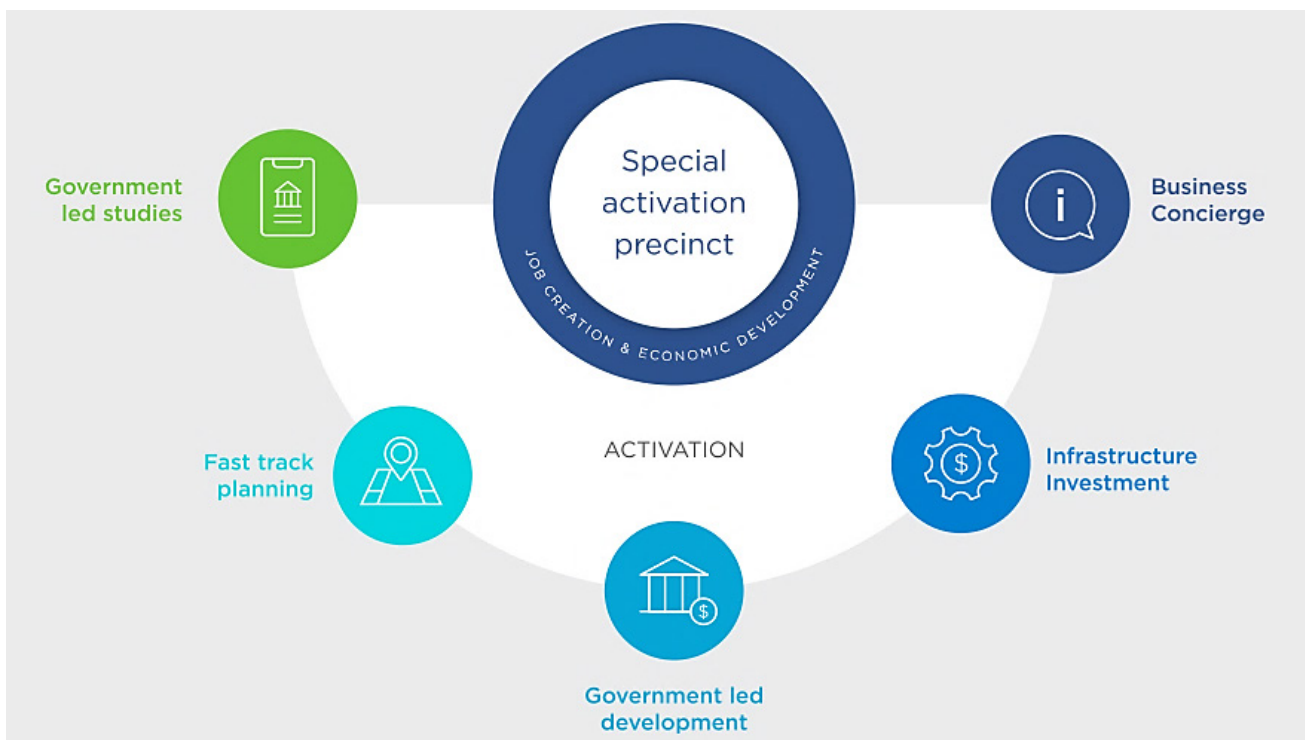 Special
activation
precinct
JOB CREATION & ECONOMIC DEVELOPMENT
Government
led studies
i
Business
Concierge
Fast track
planning
ACTIVATION
$
Infrastructure
Investment
$
Government led
development